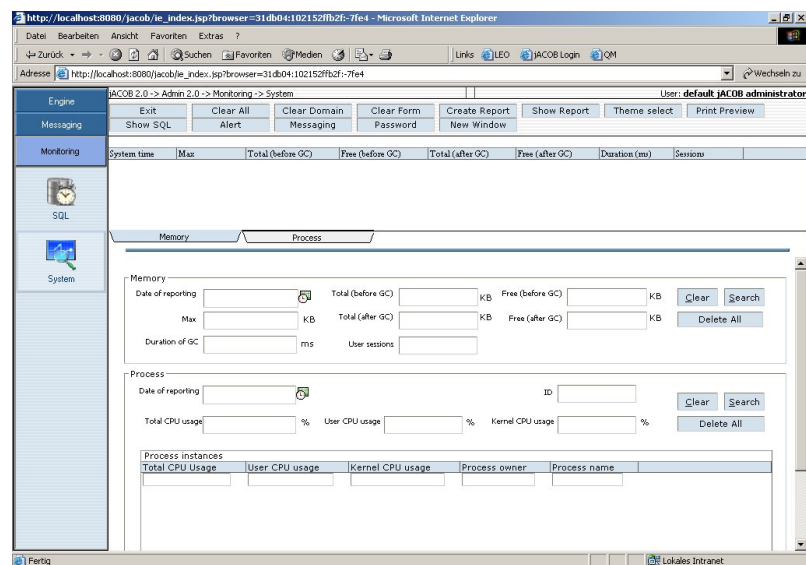 http://localhost:8080/jacob/ie_index.jsp?browser=31db04:102152ffb2f:-7fe4 - Microsoft Internet Explorer
Datei Bearbeiten Ansicht Favoriten Extras ?
Zurück Suchen Favoriten Medien Links LEO jACOB Login QM
Adresse http://localhost:8080/jacob/ie_index.jsp?browser=31db04:102152ffb2f:-7fe4 Wechseln zu
jACOB 2.0 -> Admin 2.0 -> Monitoring -> System User: default jACOB administrator
Engine
Messaging
Monitoring
SQL
System
Exit Clear All Clear Domain Clear Form Create Report Show Report Theme select Print Preview
Show SQL Alert Messaging Password New Window
System time Max Total (before GC) Free (before GC) Total (after GC) Free (after GC) Duration (ms) Sessions
Memory Process
Memory
Date of reporting Total (before GC) KB Free (before GC) KB Clear Search
Max KB Total (after GC) KB Free (after GC) KB Delete All
Duration of GC ms User sessions
Process
Date of reporting ID Clear Search
Total CPU usage % User CPU usage % Kernel CPU usage % Delete All
Process instances
Total CPU Usage User CPU usage Kernel CPU usage Process owner Process name
Fertig Lokales Intranet